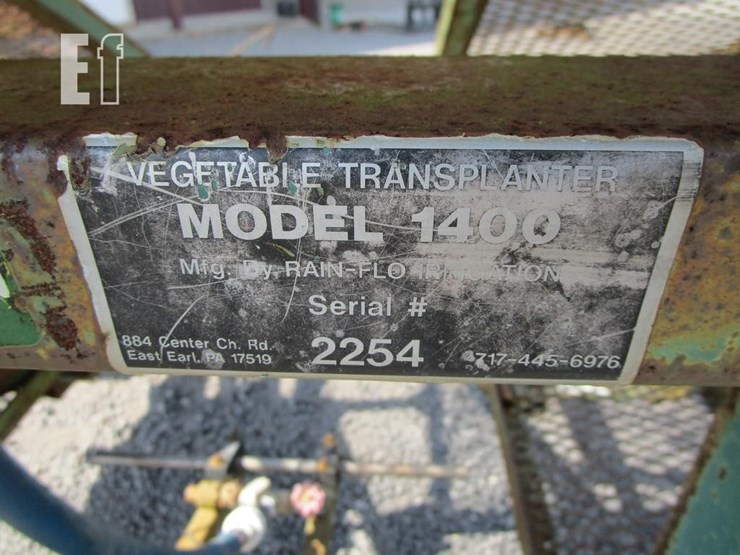 Ef
VEGETABLE TRANSPLANTER
MODEL 1400
Mfg. By RAIN-FLO IRRIGATION
Serial #
884 Center Ch. Rd.
East Earl, PA 17519
2254
717-445-6976